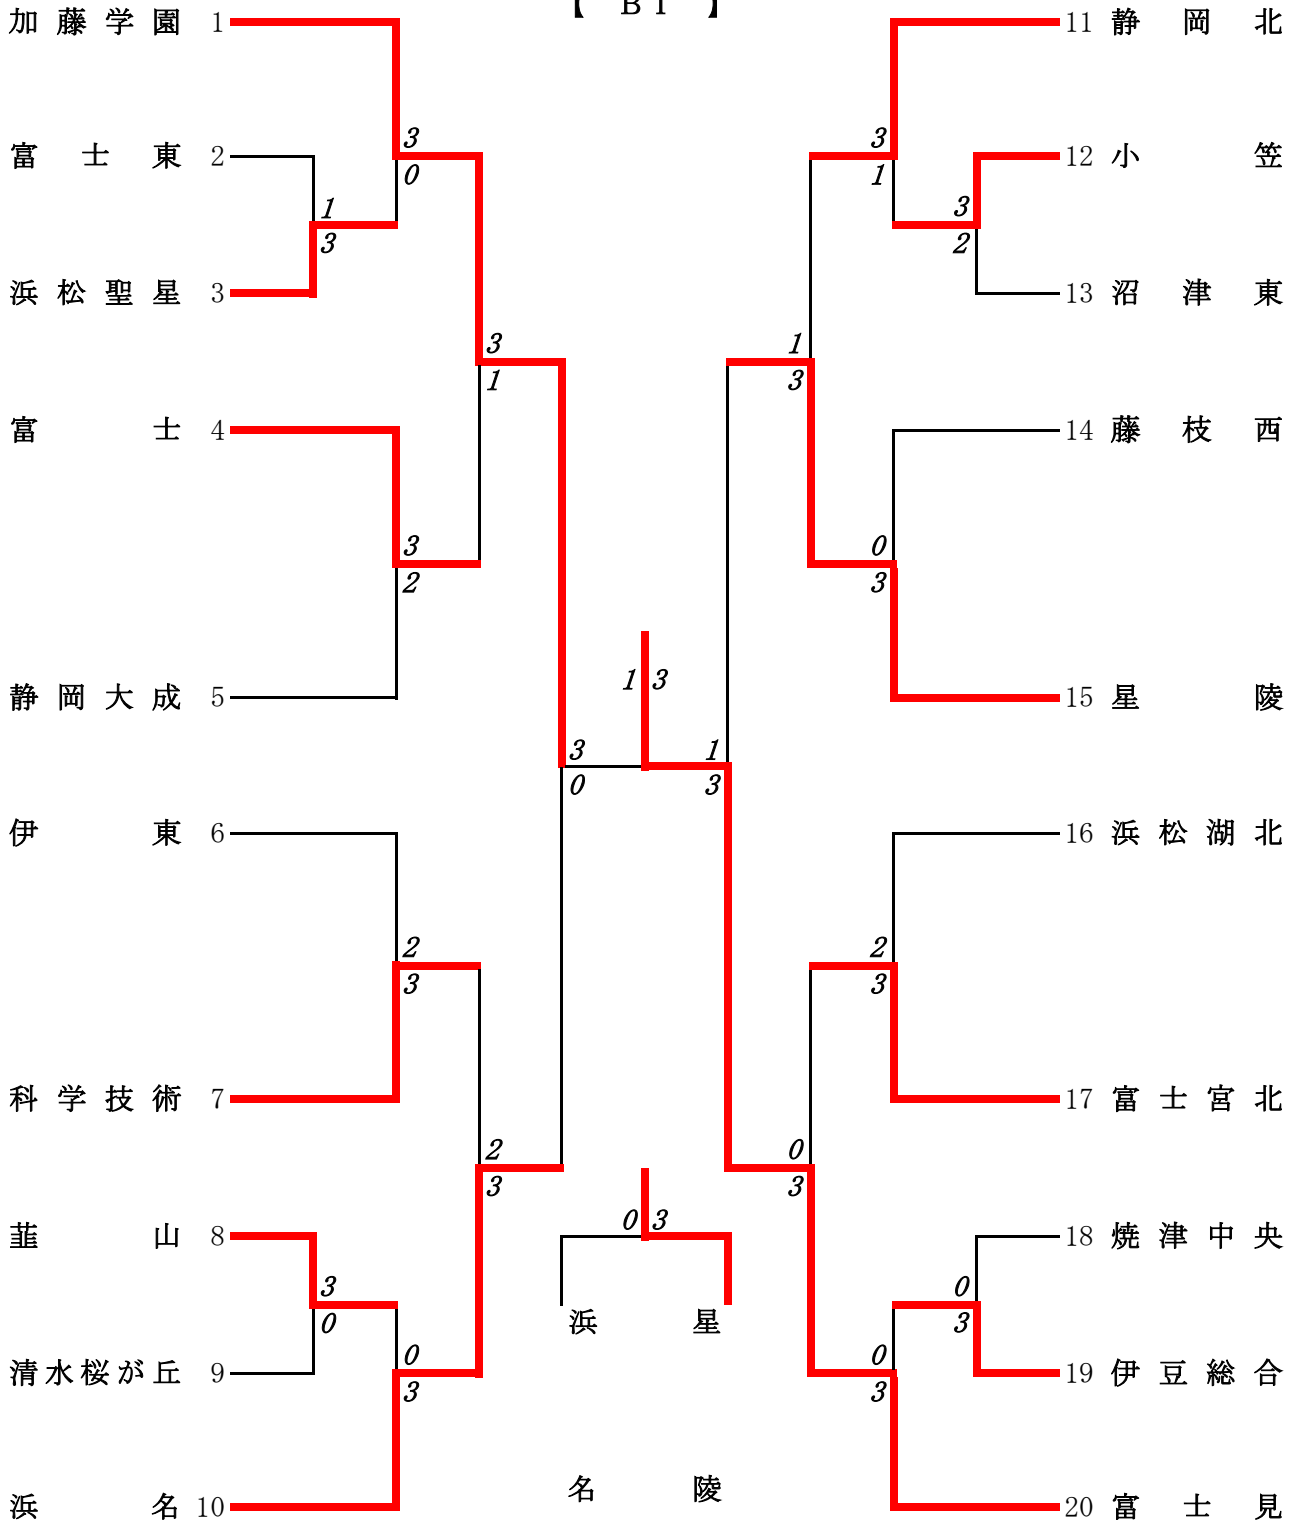 【 BT 】
加藤学園 1
富士東 2
浜松聖星 3
富士 4
静岡大成 5
伊東 6
科学技術 7
韮山 8
清水桜が丘 9
浜名 10
3
0
1
3
3
1
3
2
2
3
2
3
3
0
0
3
3
0
1 3
1
3
0 3
浜名
星陵
3
1
3
2
1
3
0
3
2
3
0
3
0
3
0
3
11 静岡北
12 小笠
13 沼津東
14 藤枝西
15 星陵
16 浜松湖北
17 富士宮北
18 焼津中央
19 伊豆総合
20 富士見